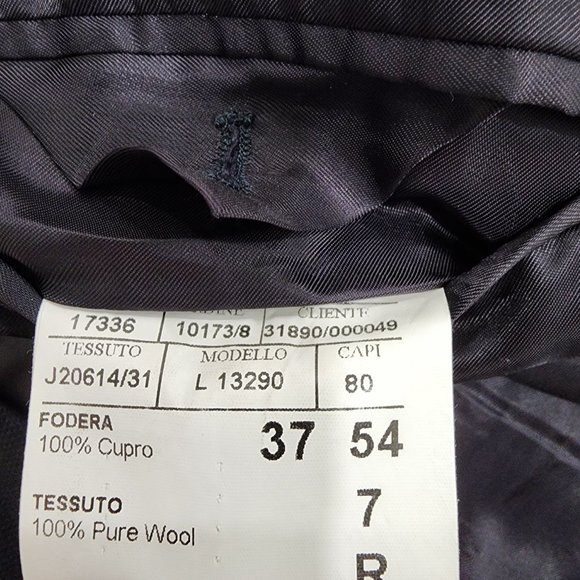 CLIENTE
17336 10173/8 31890/000049
TESSUTO MODELLO CAPI
J20614/31 L 13290 80
FODERA 37 54
100% Cupro
TESSUTO 7
100% Pure Wool
R